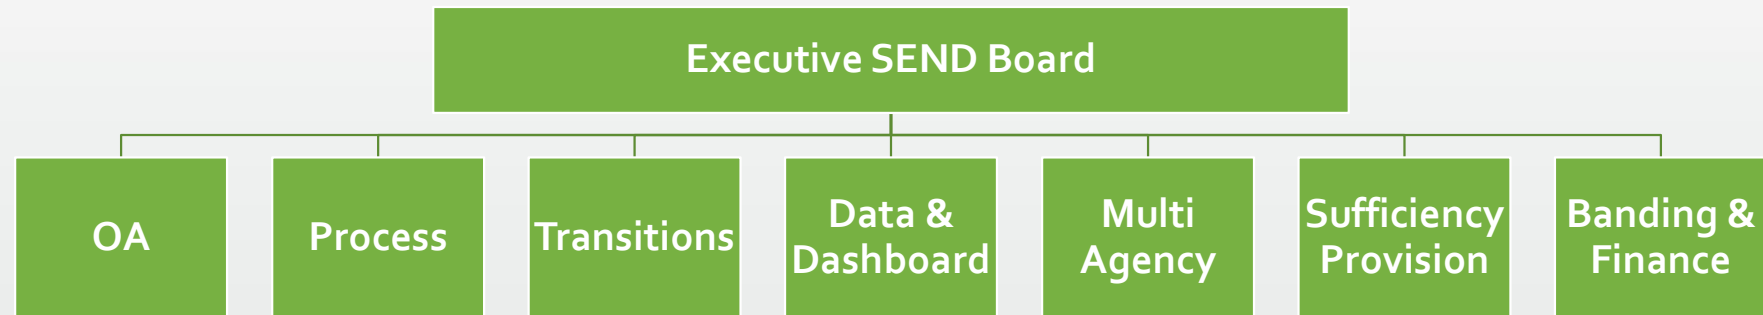 Executive SEND Board
OA
Process
Transitions
Data &
Dashboard
Multi
Agency
Sufficiency
Provision
Banding &
Finance